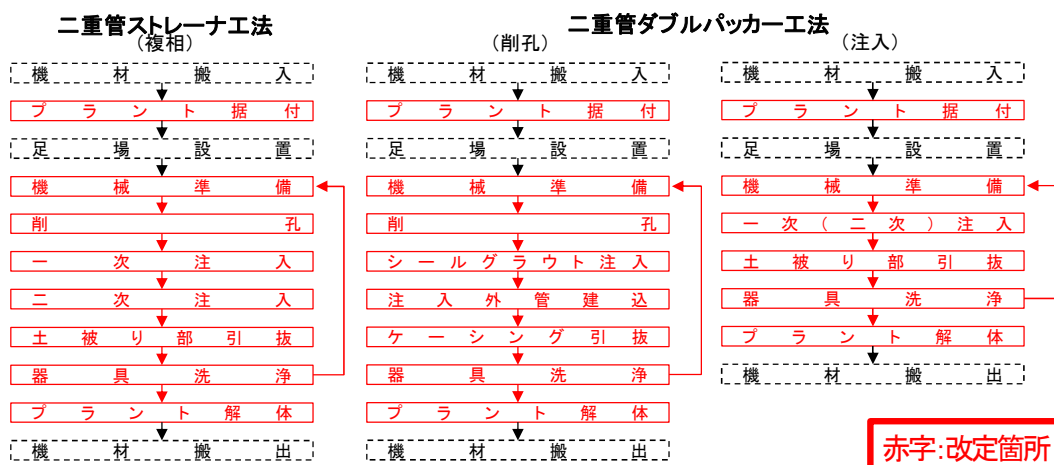 二重管ストレーナ工法
(複相)
機材搬入
プラント据付
足場設置
機械準備
削孔
一次注入
二次注入
土被り部引抜
器具洗浄
プラント解体
機材搬出
二重管ダブルパッカー工法
(削孔)
機材搬入
プラント据付
足場設置
機械準備
削孔
シールグラウト注入
注入外管建込
ケーシング引抜
器具洗浄
プラント解体
機材搬出
(注入)
機材搬入
プラント据付
足場設置
機械準備
一次(二次)注入
土被り部引抜
器具洗浄
プラント解体
機材搬出
赤字:改定箇所